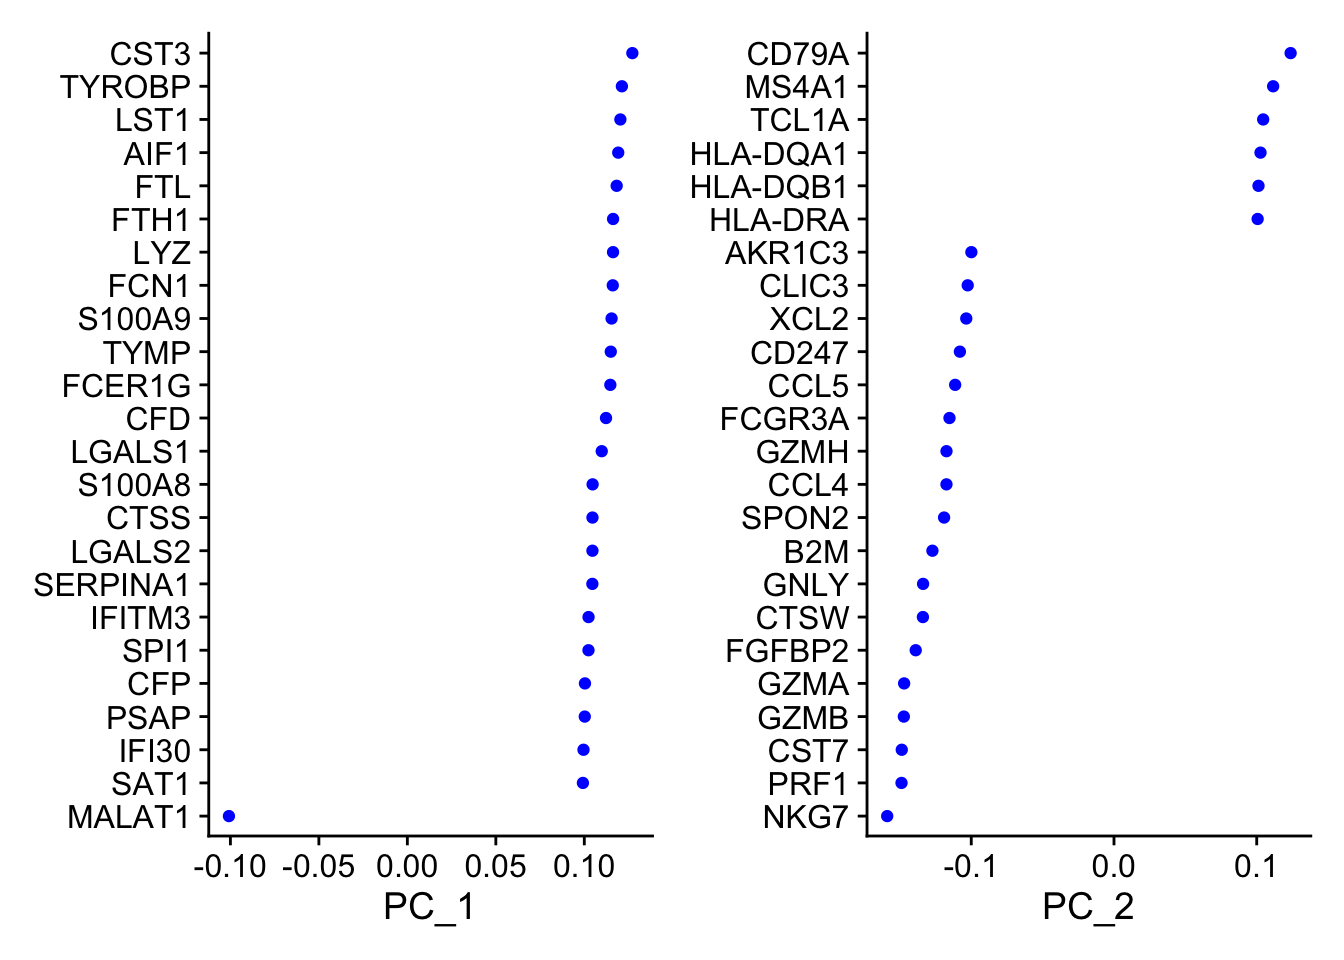 CST3
TYROBP
LST1
AIF1
FTL
FTH1
LYZ
FCN1
S100A9
TYMP
FCER1G
CFD
LGALS1
S100A8
CTSS
LGALS2
SERPINA1
IFITM3
SPI1
CFP
PSAP
IFI30
SAT1
MALAT1
-0.10 -0.05 0.00 0.05 0.10
PC_1
CD79A
MS4A1
TCL1A
HLA-DQA1
HLA-DQB1
HLA-DRA
AKR1C3
CLIC3
XCL2
CD247
CCL5
FCGR3A
GZMH
CCL4
SPON2
B2M
GNLY
CTSW
FGFBP2
GZMA
GZMB
CST7
PRF1
NKG7
-0.1 0.0 0.1
PC_2